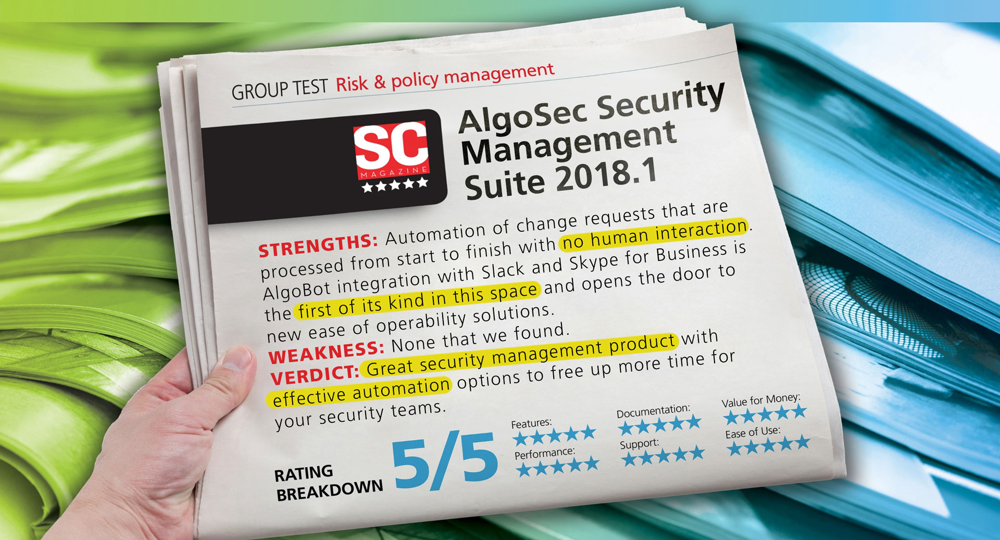 GROUP TEST Risk & policy management
SC
MAGAZINE
AlgoSec Security
Management
Suite 2018.1
STRENGTHS: Automation of change requests that are
processed from start to finish with no human interaction.
AlgoBot integration with Slack and Skype for Business is
the first of its kind in this space and opens the door to
new ease of operability solutions.
WEAKNESS: None that we found.
VERDICT: Great security management product with
effective automation options to free up more time for
your security teams.
RATING
BREAKDOWN
5/5
Features:
Performance:
Documentation:
Support:
Value for Money:
Ease of Use: